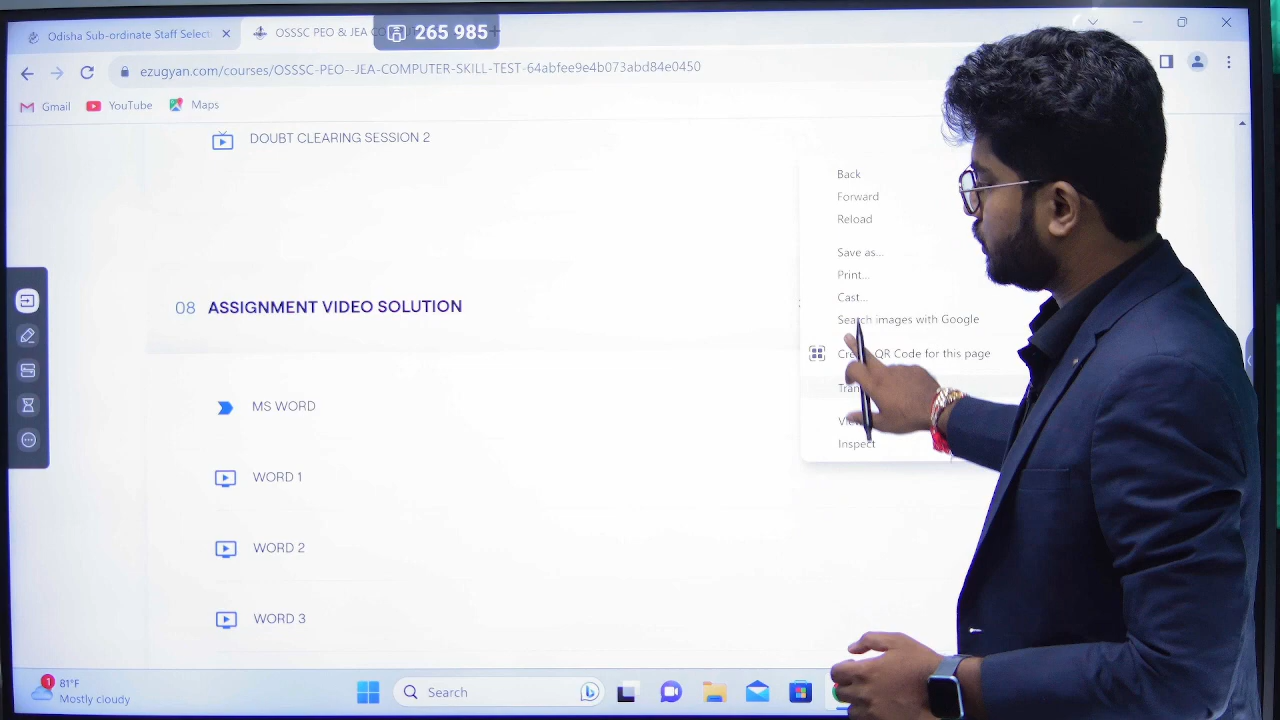 Odisha Sub-ordinate Staff Select
OSSSC PEO & JEA
265 985
ezugyan.com/courses/OSSSC-PEO--JEA-COMPUTER-SKILL-TEST-64abfee9e4b073abd84e0450
Gmail
YouTube
Maps
DOUBT CLEARING SESSION 2
Back
Forward
Reload
Save as...
Print...
Cast...
Search images with Google
QR Code for this page
Inspect
08 ASSIGNMENT VIDEO SOLUTION
MS WORD
WORD 1
WORD 2
WORD 3
1
81°F
Mostly cloudy
Search